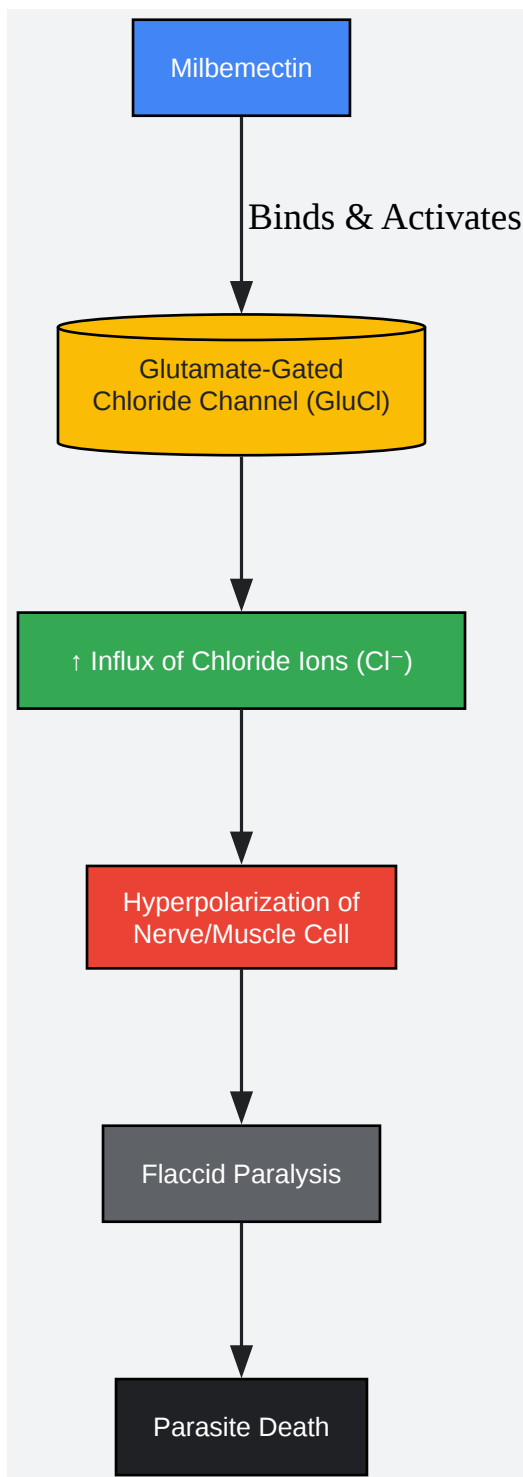 Milbemectin
Binds & Activates
Glutamate-Gated
Chloride Channel (GluCl)
↑ Influx of Chloride Ions (Cl⁻)
Hyperpolarization of
Nerve/Muscle Cell
Flaccid Paralysis
Parasite Death